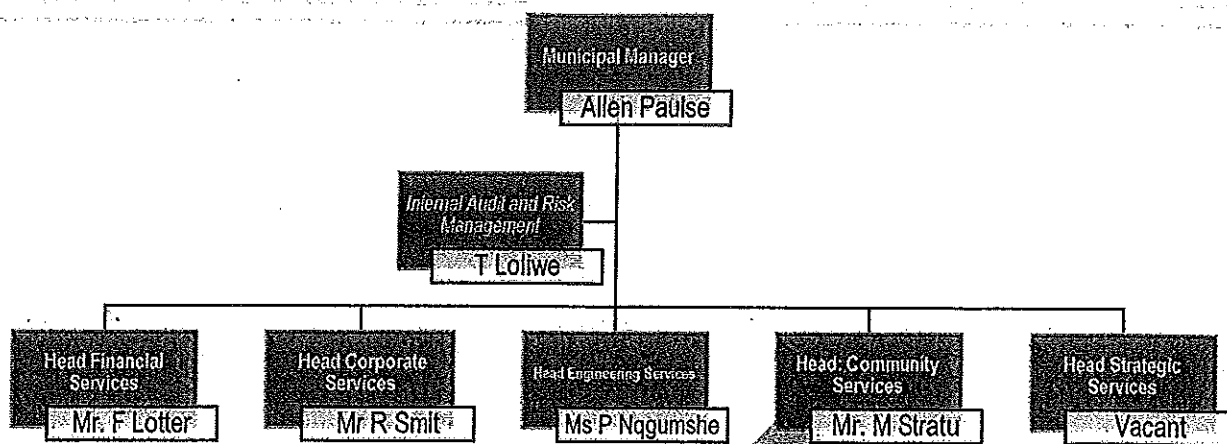 Municipal Manager
Allen Paulse
Internal Audit and Risk
Management
T Loliwe
Head Financial
Services
Mr. F Lotter
Head Corporate
Services
Mr R Smit
Head Engineering Services
Ms P Nqgumshe
Head: Community
Services
Mr. M Stratu
Head Strategic
Services
Vacant